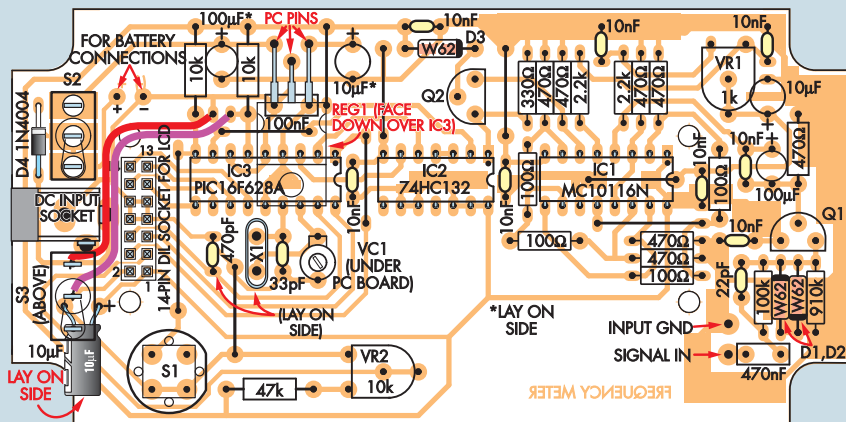 100µF*
PC PINS
10nF
D3
10nF
10nF
FOR BATTERY
CONNECTIONS
+
+
W62
VR1
S2
10k
10k
10µF*
Q2
330Ω
470Ω
470Ω
2.2k
2.2k
470Ω
470Ω
1k
10µF
+
+
–
REG1 (FACE
DOWN OVER IC3)
100nF
D4 1N4004
13
14
14-PIN DIL SOCKET FOR LCD
IC3
PIC16F628A
10nF
IC2
74HC132
10nF
100Ω
IC1
MC10116N
10nF
100Ω
10nF
+
470Ω
100µF
DC INPUT
SOCKET
Q1
10nF
470pF
X1
33pF
VC1
(UNDER
PC BOARD)
100Ω
470Ω
470Ω
100Ω
22pF
100k
W62
W62
910k
2
1
S3
(ABOVE)
+
(LAY ON
SIDE)
*LAY ON
SIDE
INPUT GND
SIGNAL IN
D1,D2
470nF
10µF
10µF
LAY ON
SIDE
S1
VR2
10k
47k
FREQUENCY METER